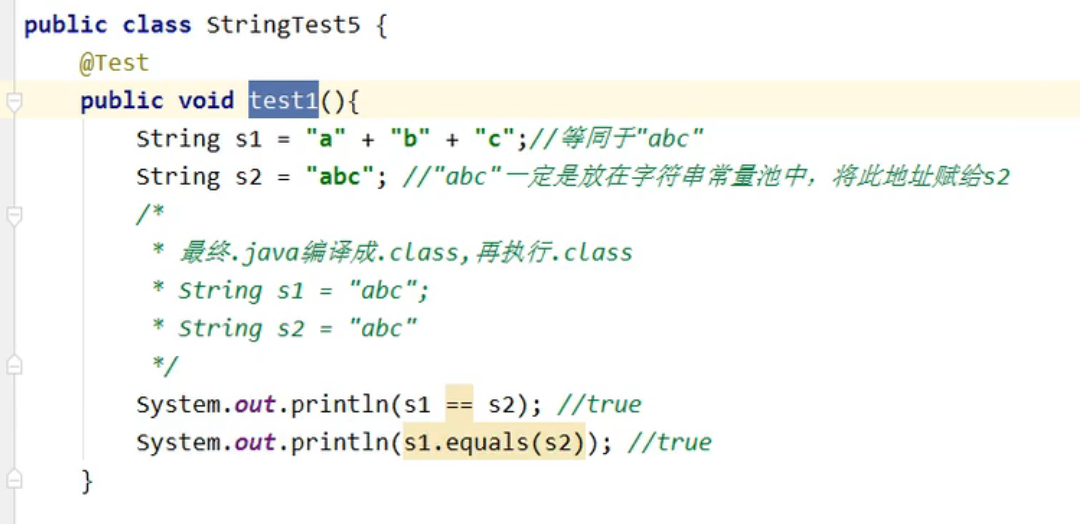 public class StringTest5 {
@Test
public void test1(){
String s1 = "a" + "b" + "c";//等同于"abc"
String s2 = "abc"; //"abc"一定是放在字符串常量池中，将此地址赋给s2
/*
* 最终.java编译成.class,再执行.class
* String s1 = "abc";
* String s2 = "abc"
*/
System.out.println(s1 == s2); //true
System.out.println(s1.equals(s2)); //true
}